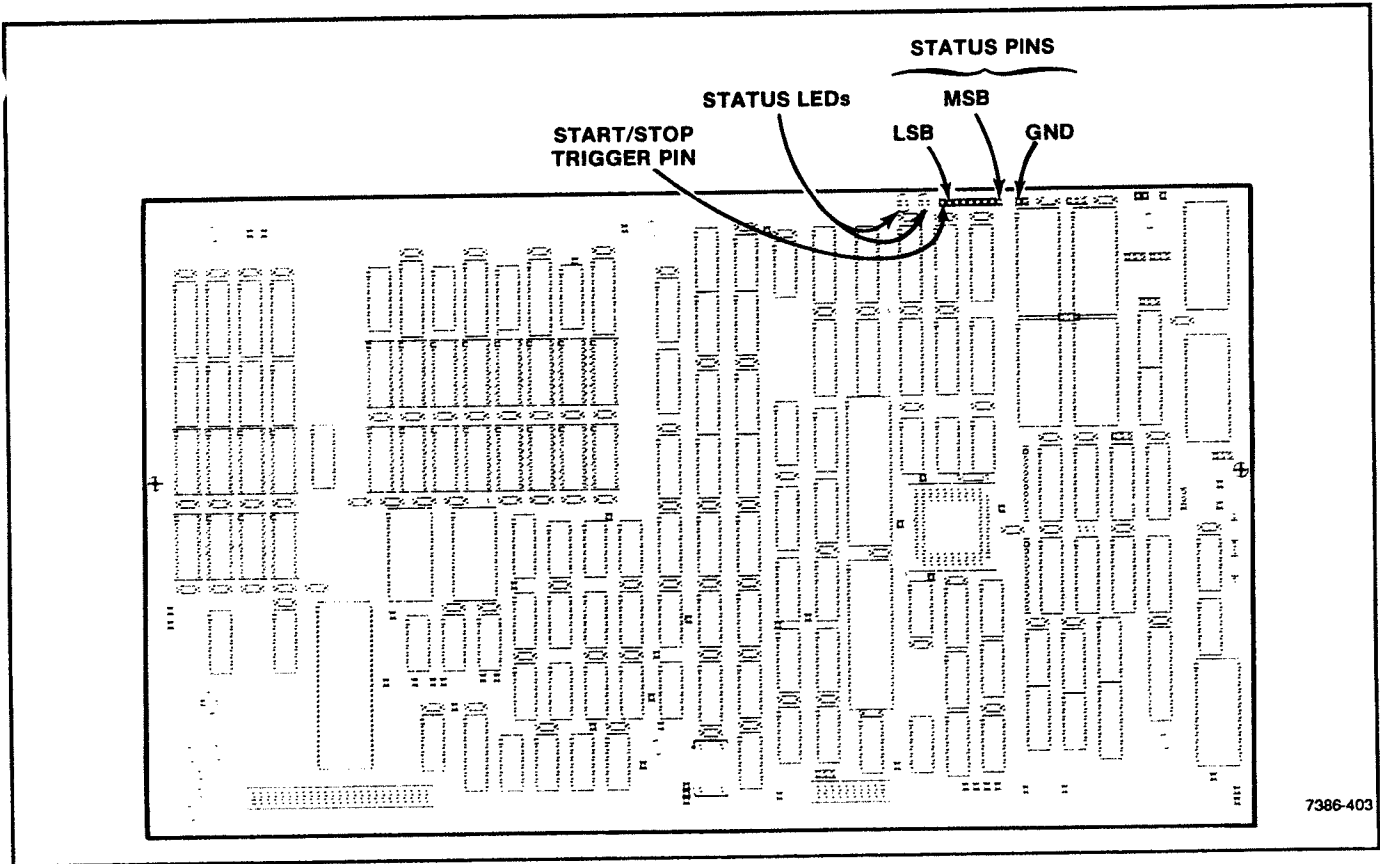 STATUS PINS
STATUS LEDs
MSB
START/STOP
TRIGGER PIN
LSB
GND
7386-403